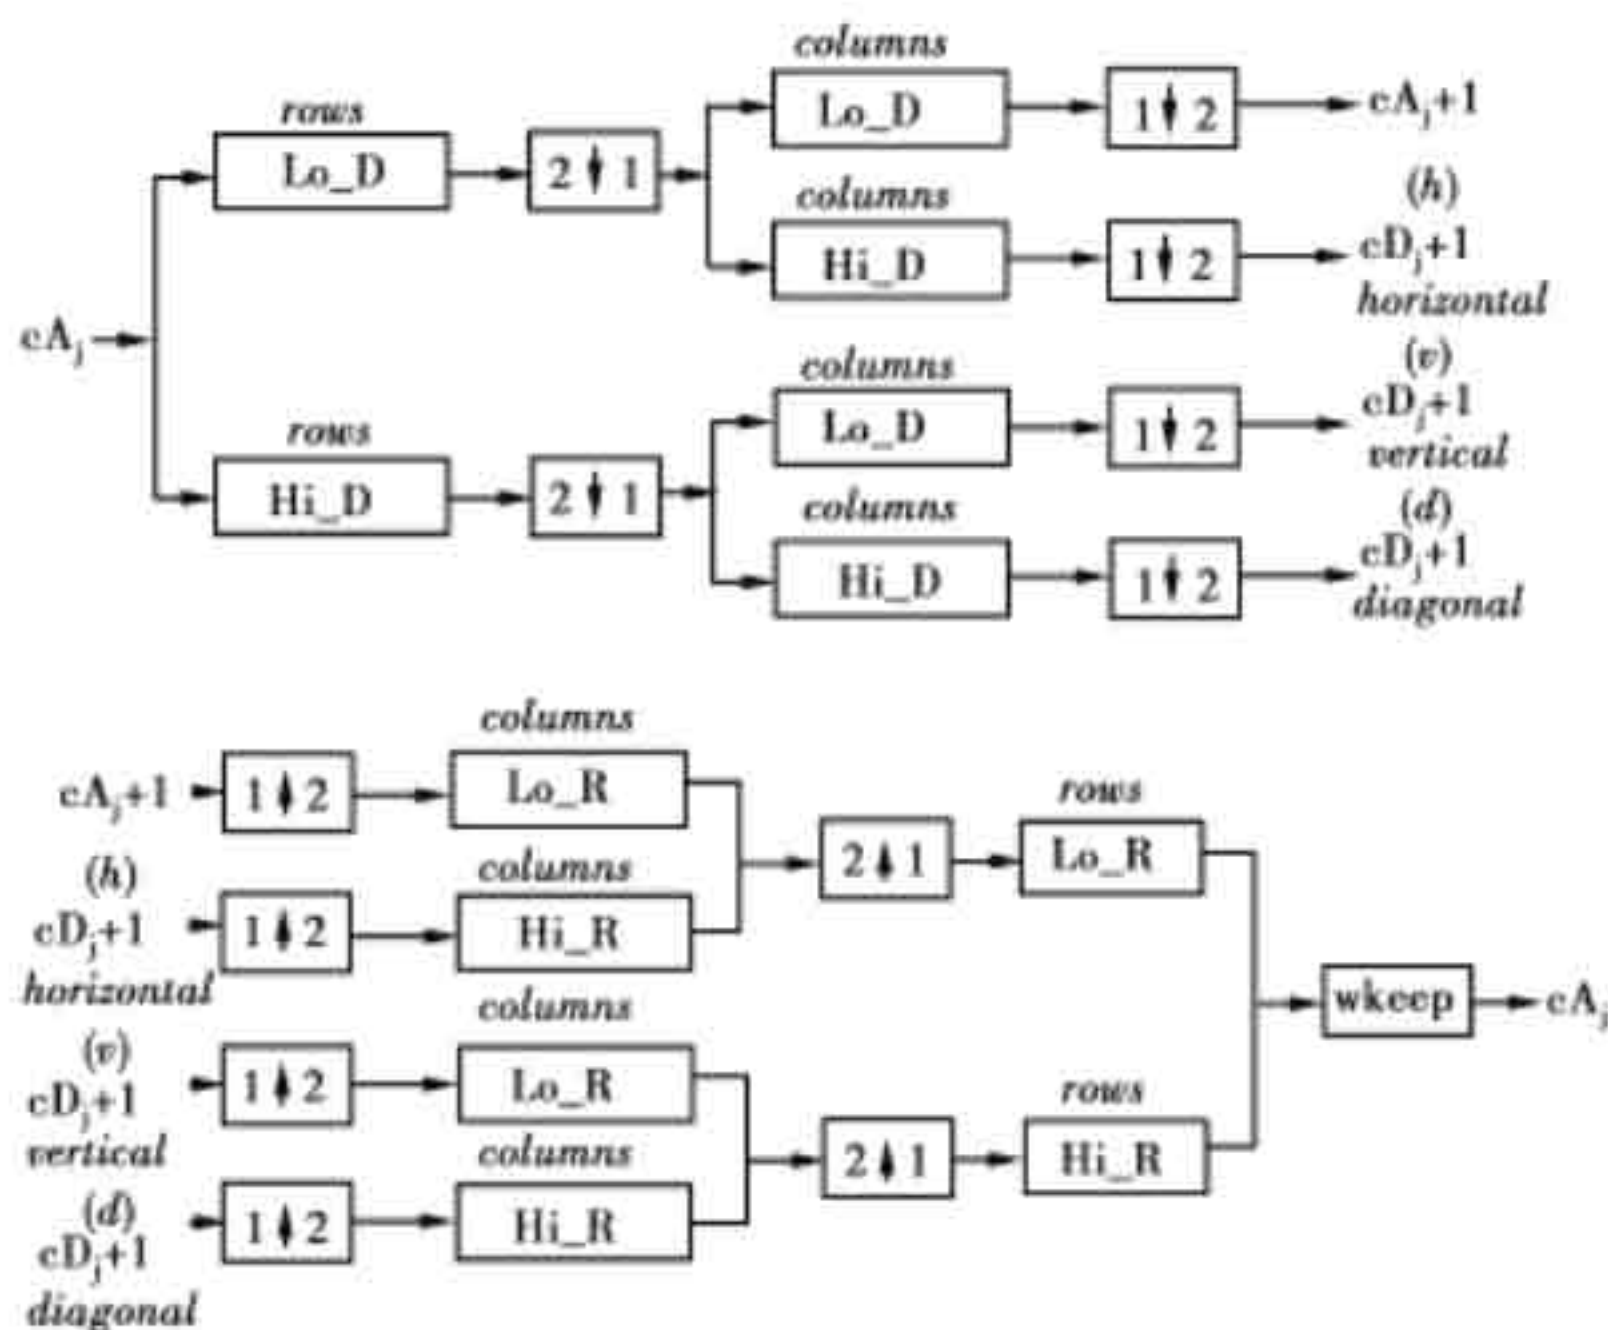 columns
Lo_D
1↓2
cA_j+1
rows
Lo_D
2↓1
columns
Hi_D
1↓2
(h)
cD_j+1
horizontal
cA_j
columns
Lo_D
1↓2
(v)
cD_j+1
vertical
rows
Hi_D
2↓1
columns
Hi_D
1↓2
(d)
cD_j+1
diagonal
cA_j+1
1↓2
columns
Lo_R
(h)
cD_j+1
horizontal
1↓2
columns
Hi_R
2↓1
rows
Lo_R
(v)
cD_j+1
vertical
1↓2
columns
Lo_R
(d)
cD_j+1
diagonal
1↓2
columns
Hi_R
2↓1
rows
Hi_R
wkeep
cA_j